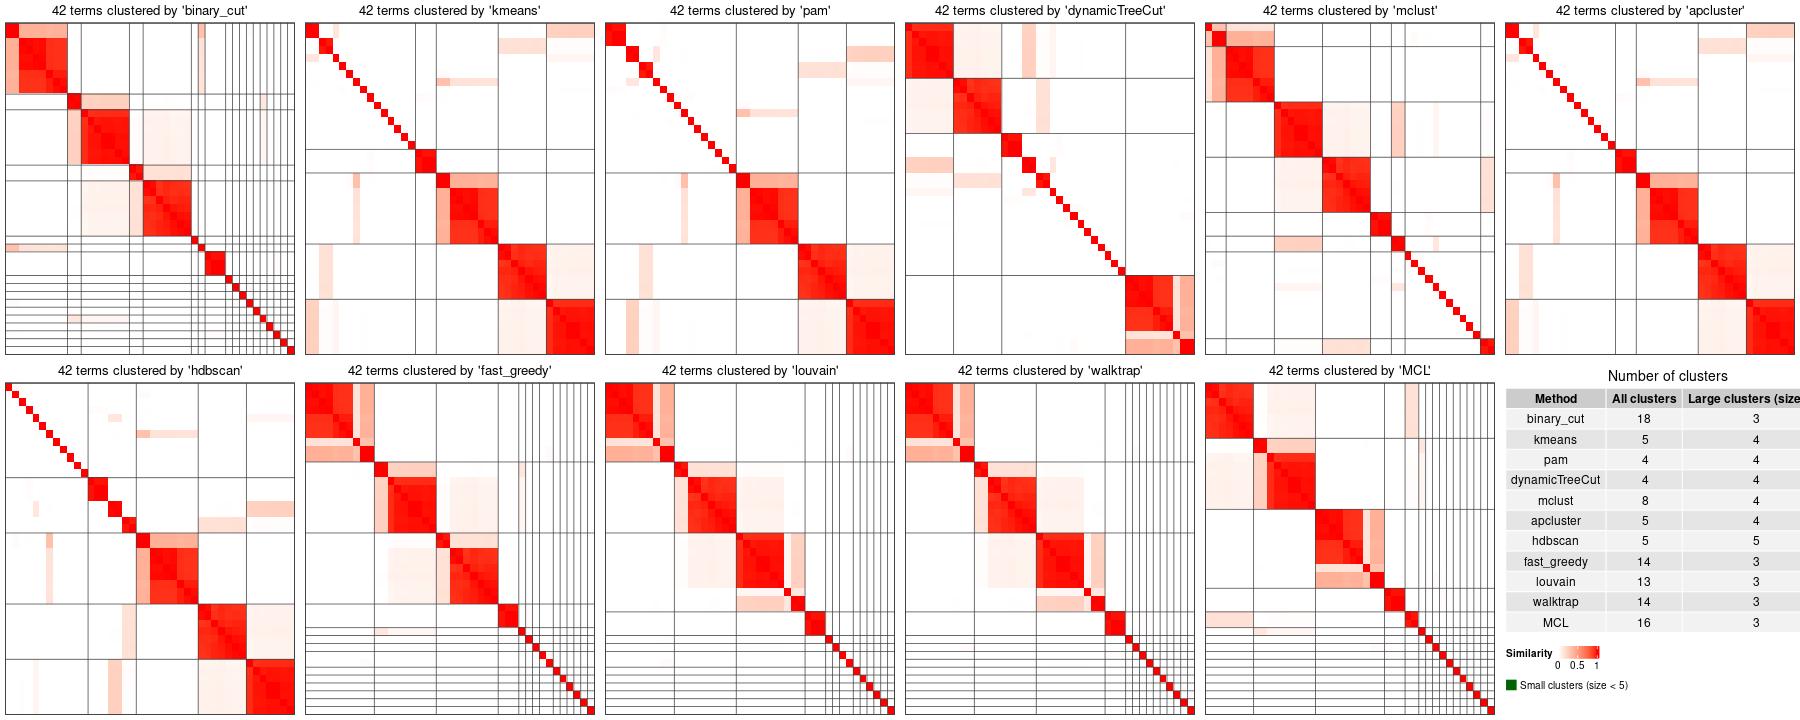 42 terms clustered by 'binary_cut'
42 terms clustered by 'kmeans'
42 terms clustered by 'pam'
42 terms clustered by 'dynamicTreeCut'
42 terms clustered by 'mclust'
42 terms clustered by 'apcluster'
42 terms clustered by 'hdbscan'
42 terms clustered by 'fast_greedy'
42 terms clustered by 'louvain'
42 terms clustered by 'walktrap'
42 terms clustered by 'MCL'
Number of clusters
Method All clusters Large clusters (size
binary_cut 18 3
kmeans 5 4
pam 4 4
dynamicTreeCut 4 4
mclust 8 4
apcluster 5 4
hdbscan 5 5
fast_greedy 14 3
louvain 13 3
walktrap 14 3
MCL 16 3
Similarity
0 0.5 1
Small clusters (size < 5)